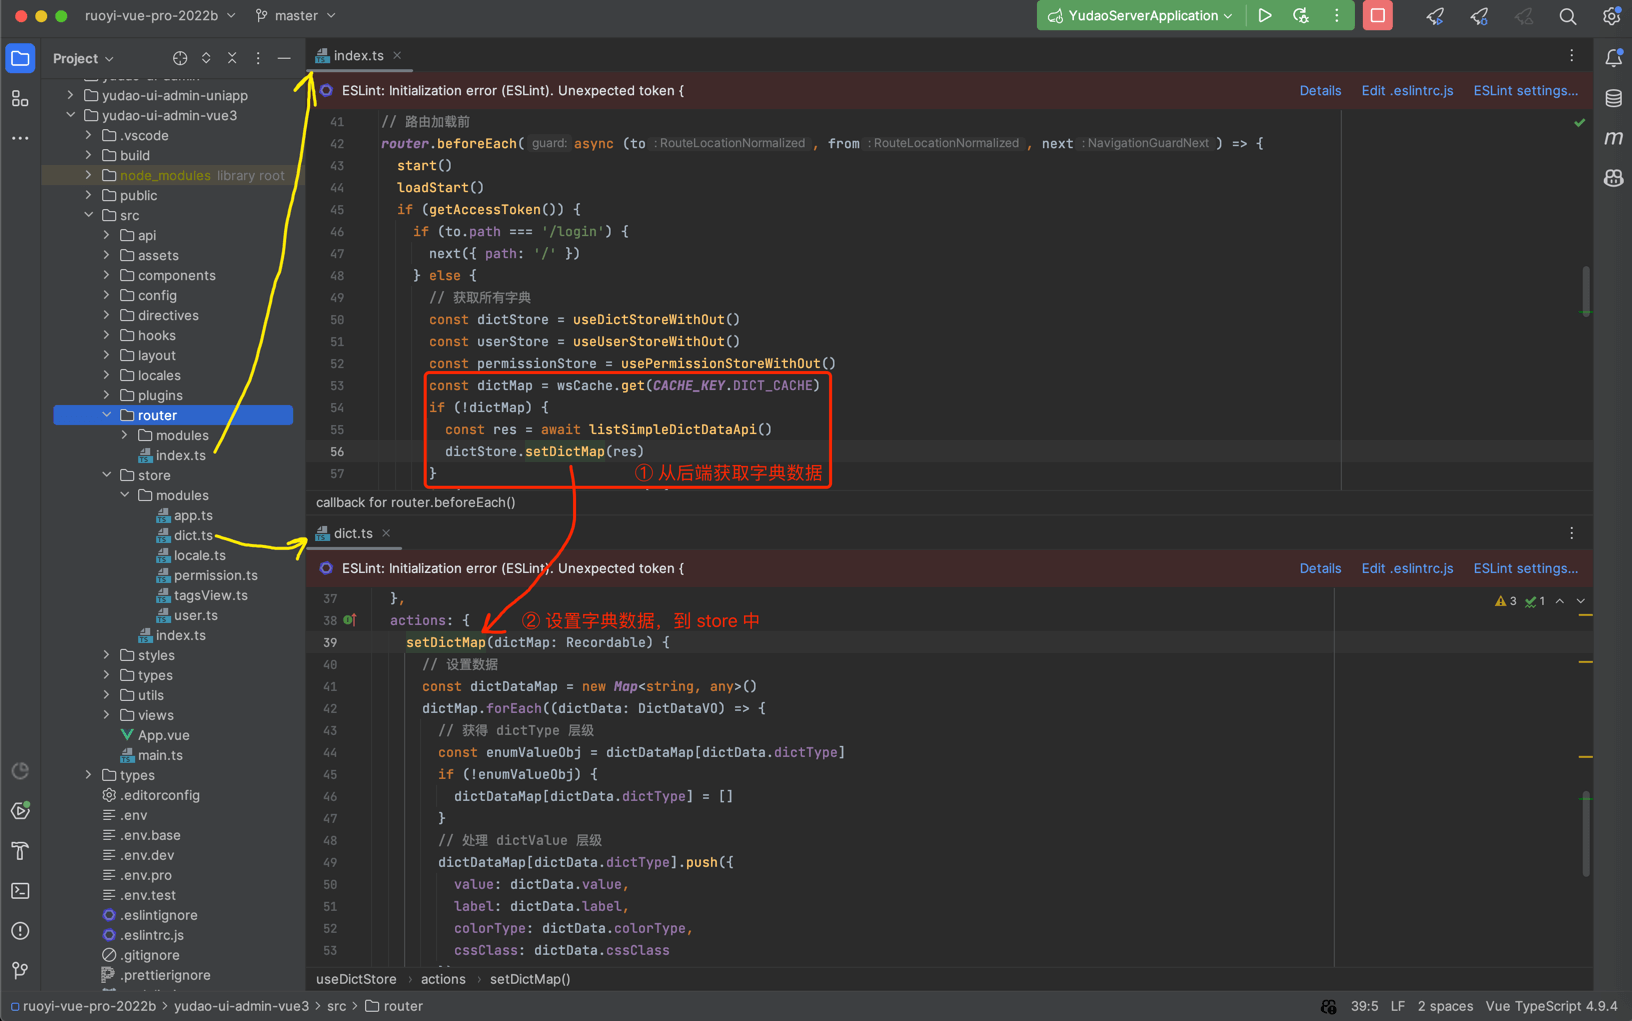 ruoyi-vue-pro-2022b
master
YudaoServerApplication
Project
yudao-ui-admin
yudao-ui-admin-uniapp
yudao-ui-admin-vue3
.vscode
build
node_modules library root
public
src
api
assets
components
config
directives
hooks
layout
locales
plugins
router
modules
index.ts
store
modules
app.ts
dict.ts
locale.ts
permission.ts
tagsView.ts
user.ts
index.ts
styles
types
utils
views
App.vue
main.ts
types
.editorconfig
.env
.env.base
.env.dev
.env.pro
.env.test
.eslintignore
.eslintrc.js
.gitignore
.prettierignore
index.ts
ESLint: Initialization error (ESLint). Unexpected token { Details Edit .eslintrc.js ESLint settings...
41 // 路由加载前
42 router.beforeEach( guard: async (to : RouteLocationNormalized , from : RouteLocationNormalized , next : NavigationGuardNext ) => {
43 start()
44 loadStart()
45 if (getAccessToken()) {
46 if (to.path === '/login') {
47 next({ path: '/' })
48 } else {
49 // 获取所有字典
50 const dictStore = useDictStoreWithOut()
51 const userStore = useUserStoreWithOut()
52 const permissionStore = usePermissionStoreWithOut()
53 const dictMap = wsCache.get(CACHE_KEY.DICT_CACHE)
54 if (!dictMap) {
55 const res = await listSimpleDictDataApi()
56 dictStore.setDictMap(res)
57 }
① 从后端获取字典数据
callback for router.beforeEach()
dict.ts
ESLint: Initialization error (ESLint). Unexpected token { Details Edit .eslintrc.js ESLint settings...
3 1
37 },
38 actions: {
② 设置字典数据，到 store 中
39 setDictMap(dictMap: Recordable) {
40 // 设置数据
41 const dictDataMap = new Map<string, any>()
42 dictMap.forEach((dictData: DictDataVO) => {
43 // 获得 dictType 层级
44 const enumValueObj = dictDataMap[dictData.dictType]
45 if (!enumValueObj) {
46 dictDataMap[dictData.dictType] = []
47 }
48 // 处理 dictValue 层级
49 dictDataMap[dictData.dictType].push({
50 value: dictData.value,
51 label: dictData.label,
52 colorType: dictData.colorType,
53 cssClass: dictData.cssClass
useDictStore actions setDictMap()
ruoyi-vue-pro-2022b yudao-ui-admin-vue3 src router
39:5 LF 2 spaces Vue TypeScript 4.9.4